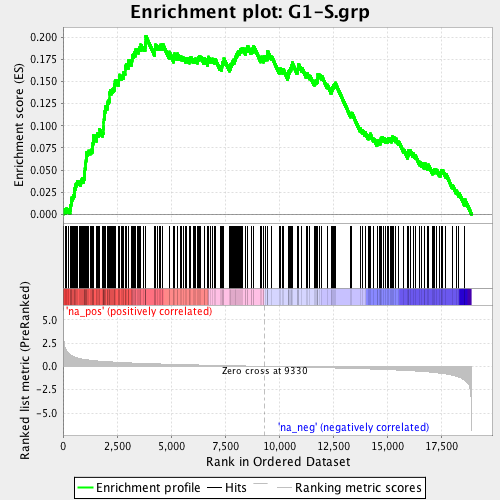 Enrichment plot: G1-S.grp
Enrichment score (ES)
0.200
0.175
0.150
0.125
0.100
0.075
0.050
0.025
0.000
'na_pos' (positively correlated)
Ranked list metric (PreRanked)
5.0
2.5
0.0
-2.5
-5.0
Zero cross at 9330
'na_neg' (negatively correlated)
0 2,500 5,000 7,500 10,000 12,500 15,000 17,500
Rank in Ordered Dataset
Enrichment profile Hits Ranking metric scores